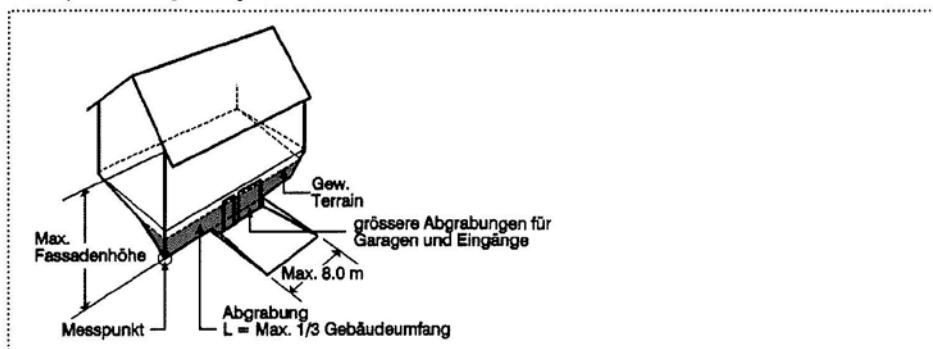 Gew.
Terrain
grössere Abgrabungen für
Garagen und Eingänge
Max.
Fassadenhöhe
Max. 8.0 m
Abgrabung
Messpunkt
L = Max. 1/3 Gebäudeumfang